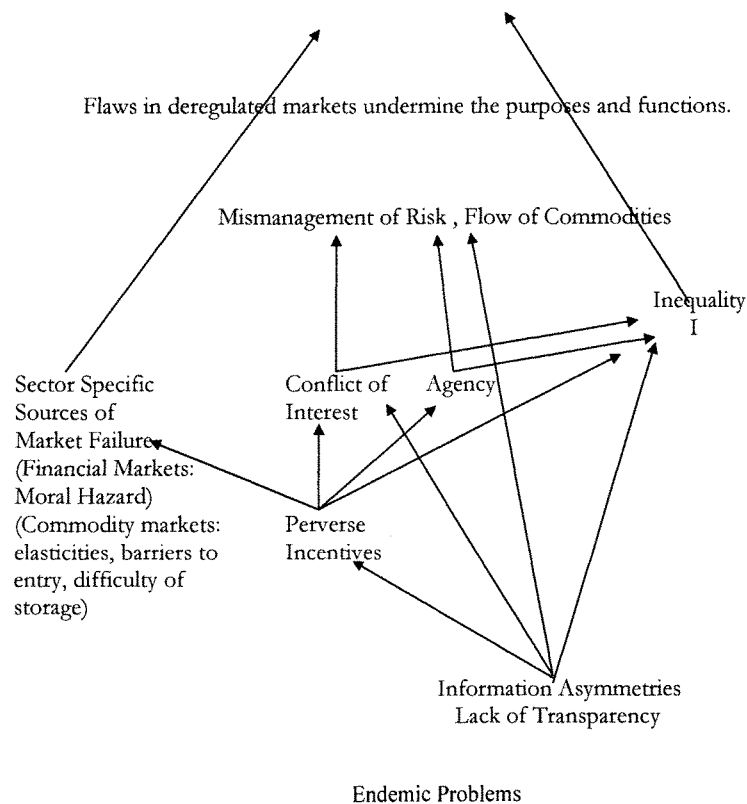 Flaws in deregulated markets undermine the purposes and functions.
Mismanagement of Risk , Flow of Commodities
Inequality
I
Sector Specific
Sources of
Market Failure
(Financial Markets:
Moral Hazard)
(Commodity markets:
elasticities, barriers to
entry, difficulty of
storage)
Conflict of
Interest
Agency
Perverse
Incentives
Information Asymmetries
Lack of Transparency
Endemic Problems